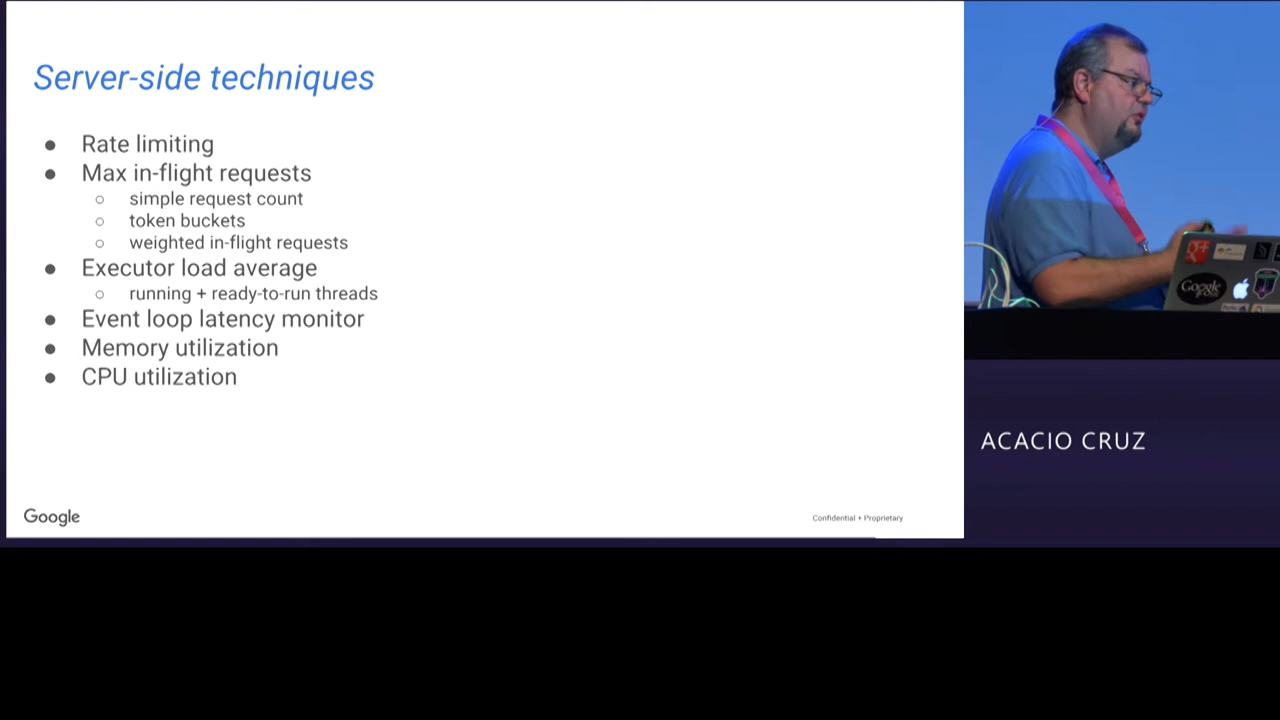 Server-side techniques
● Rate limiting
● Max in-flight requests
○ simple request count
○ token buckets
○ weighted in-flight requests
● Executor load average
○ running + ready-to-run threads
● Event loop latency monitor
● Memory utilization
● CPU utilization
Google
Confidential + Proprietary
g+
Google
ACACIO CRUZ